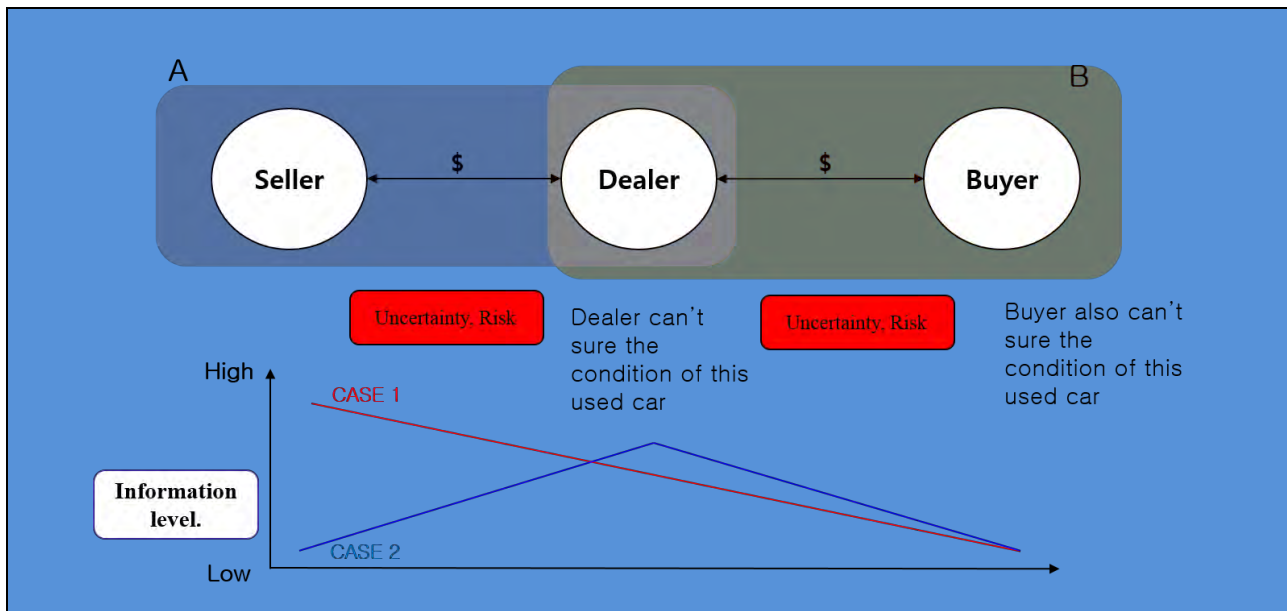 A
B
Seller
$
Dealer
$
Buyer
Uncertainty, Risk
Dealer can't
sure the
condition of this
used car
Uncertainty, Risk
Buyer also can't
sure the
condition of this
used car
High
CASE 1
Information
level.
CASE 2
Low